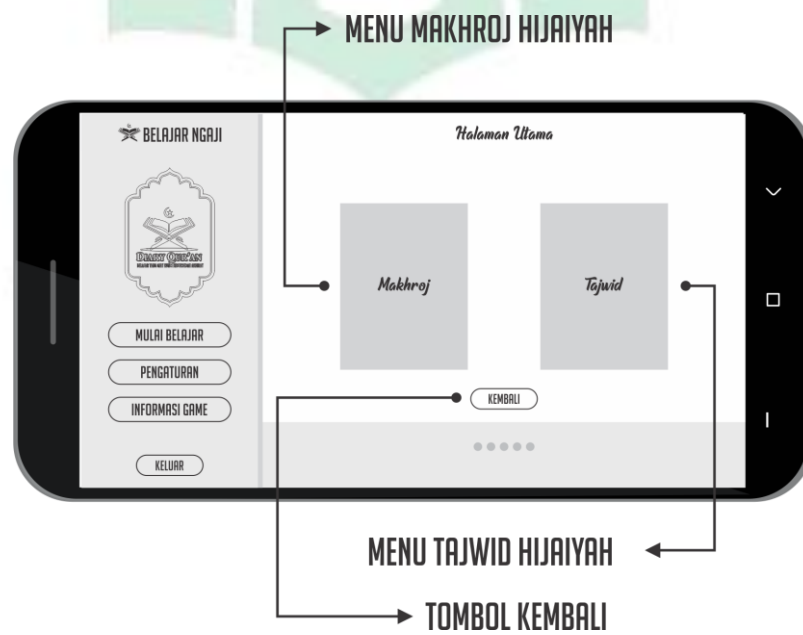 MENU MAKHROJ HIJAIYAH
BELAJAR NGAJI
MULAI BELAJAR
PENGATURAN
INFORMASI GAME
KELUAR
Halaman Utama
Makhroj
Tajwid
KEMBALI
MENU TAJWID HIJAIYAH
TOMBOL KEMBALI